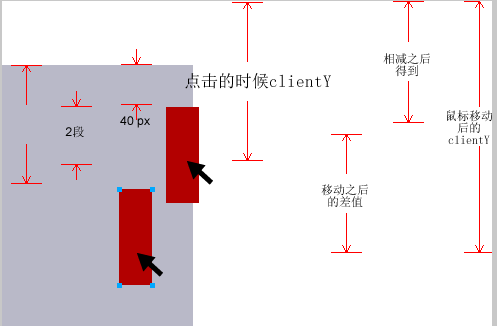 相减之后
得到
点击的时候clientY
40 px
2段
鼠标移动
后的
clientY
移动之后
的差值